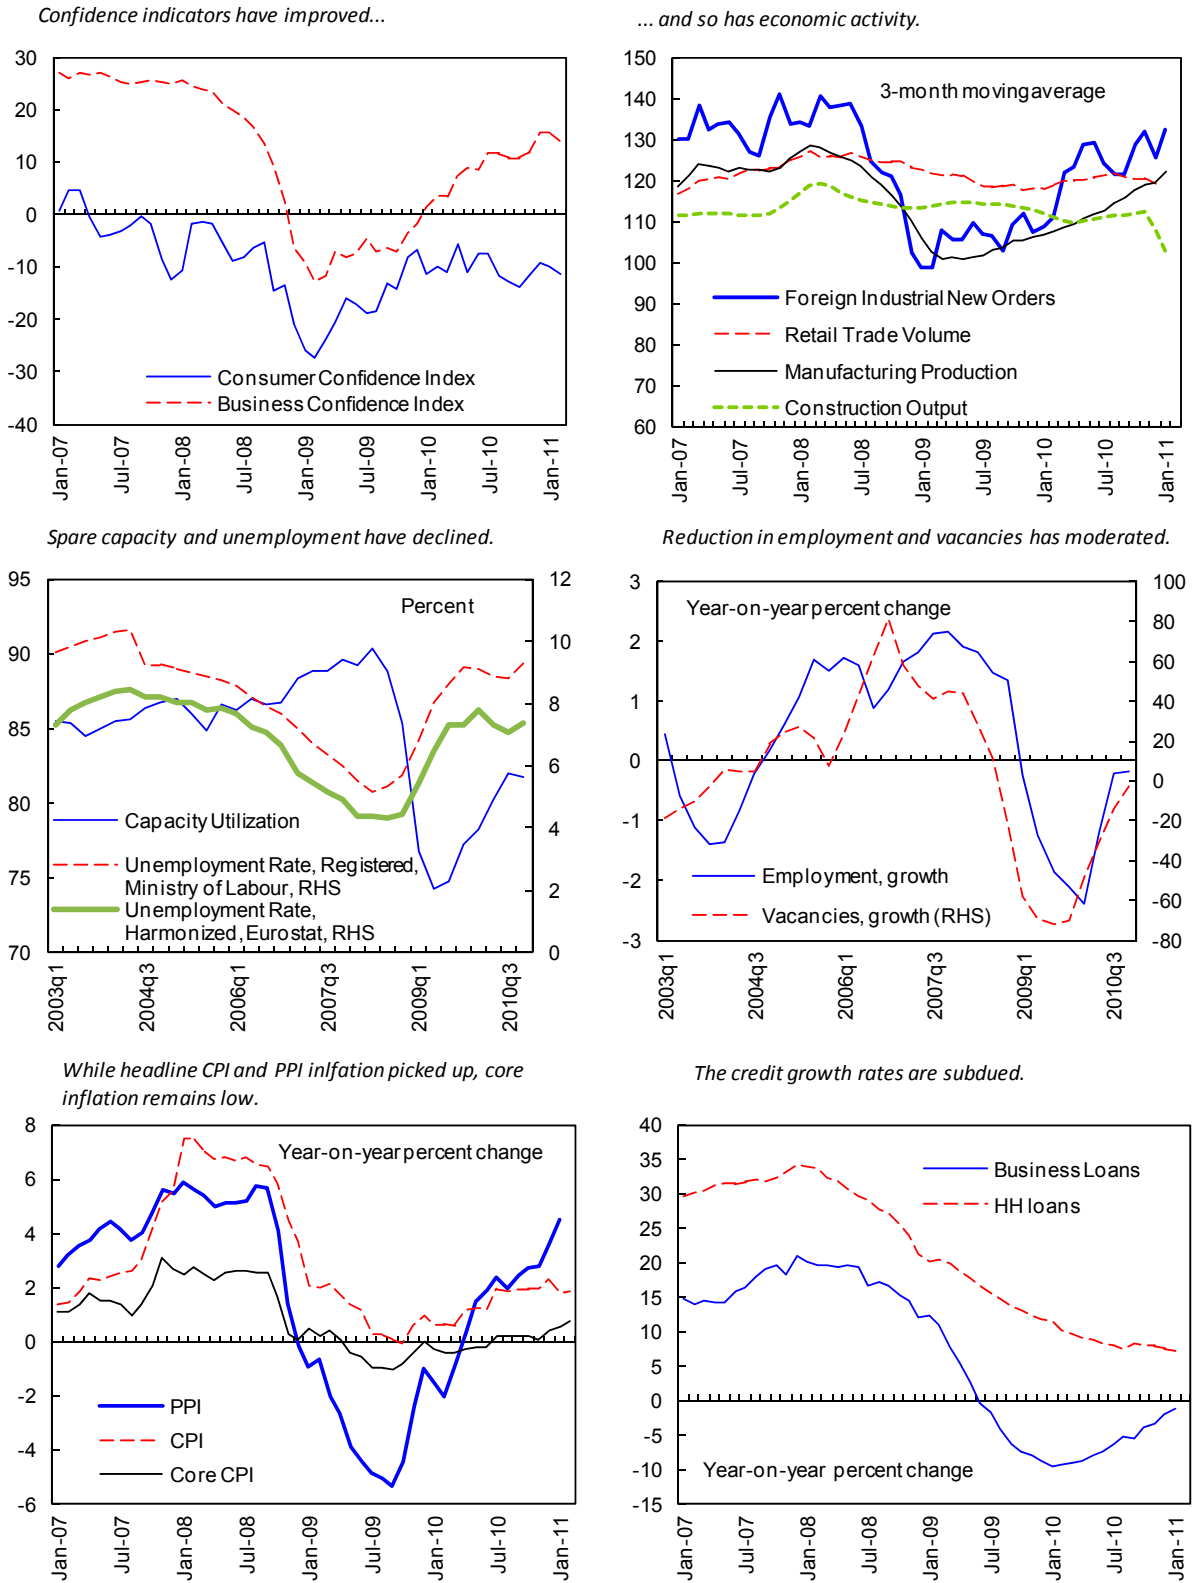 Confidence indicators have improved...
30
20
10
0
-10
-20
-30
-40
Consumer Confidence Index
Business Confidence Index
Jan-07
Jul-07
Jan-08
Jul-08
Jan-09
Jul-09
Jan-10
Jul-10
Jan-11
... and so has economic activity.
150
140
130
120
110
100
90
80
70
60
3-month moving average
Foreign Industrial New Orders
Retail Trade Volume
Manufacturing Production
Construction Output
Jan-07
Jul-07
Jan-08
Jul-08
Jan-09
Jul-09
Jan-10
Jul-10
Jan-11
Spare capacity and unemployment have declined.
95
90
85
80
75
70
12
10
8
6
4
2
0
Percent
Capacity Utilization
Unemployment Rate, Registered,
Ministry of Labour, RHS
Unemployment Rate,
Harmonized, Eurostat, RHS
2003q1
2004q3
2006q1
2007q3
2009q1
2010q3
Reduction in employment and vacancies has moderated.
3
2
1
0
-1
-2
-3
100
80
60
40
20
0
-20
-40
-60
-80
Year-on-year percent change
Employment, growth
Vacancies, growth (RHS)
2003q1
2004q3
2006q1
2007q3
2009q1
2010q3
While headline CPI and PPI inlfation picked up, core
inflation remains low.
8
6
4
2
0
-2
-4
-6
Year-on-year percent change
PPI
CPI
Core CPI
Jan-07
Jul-07
Jan-08
Jul-08
Jan-09
Jul-09
Jan-10
Jul-10
Jan-11
The credit growth rates are subdued.
40
35
30
25
20
15
10
5
0
-5
-10
-15
Business Loans
HH loans
Year-on-year percent change
Jan-07
Jul-07
Jan-08
Jul-08
Jan-09
Jul-09
Jan-10
Jul-10
Jan-11